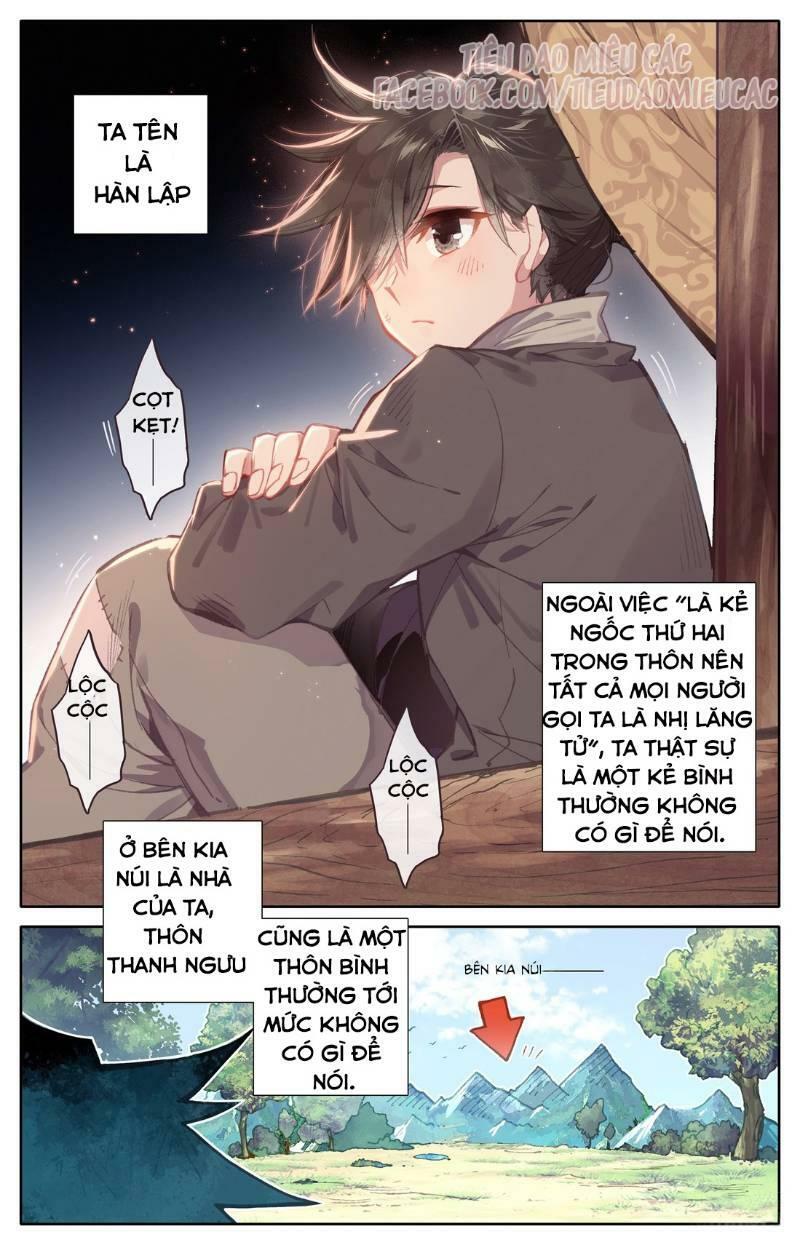 TIÊU DAO MIÊU CÁC
FACEBOOK.COM/TIEUDAOMIEUCAC
TA TÊN
LÀ
HÀN LẬP
CỌT
KẸT!
LỘC
CỘC
LỘC
CỘC
NGOÀI VIỆC "LÀ KẺ
NGỐC THỨ HAI
TRONG THÔN NÊN
TẤT CẢ MỌI NGƯỜI
GỌI TA LÀ NHỊ LĂNG
TỬ", TA THẬT SỰ
LÀ MỘT KẺ BÌNH
THƯỜNG KHÔNG
CÓ GÌ ĐỂ NÓI.
Ở BÊN KIA
NÚI LÀ NHÀ
CỦA TA,
THÔN
THANH NGƯU
CŨNG LÀ MỘT
THÔN BÌNH
THƯỜNG TỚI
MỨC KHÔNG
CÓ GÌ ĐỂ
NÓI.
BÊN KIA NÚI